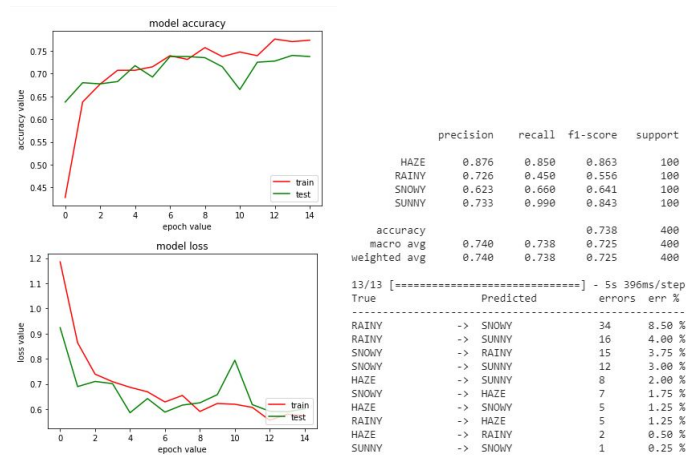 model accuracy
0.75
0.70
0.65
0.60
0.55
0.50
0.45
accuracy value
train
test
0 2 4 6 8 10 12 14
epoch value
model loss
1.2
1.1
1.0
0.9
0.8
0.7
0.6
loss value
train
test
0 2 4 6 8 10 12 14
epoch value
precision recall f1-score support
HAZE 0.876 0.850 0.863 100
RAINY 0.726 0.450 0.556 100
SNOWY 0.623 0.660 0.641 100
SUNNY 0.733 0.990 0.843 100
accuracy 0.738 400
macro avg 0.740 0.738 0.725 400
weighted avg 0.740 0.738 0.725 400
13/13 [==============================] - 5s 396ms/step
True Predicted errors err %
---------------------------------------------------------------
RAINY -> SNOWY 34 8.50 %
RAINY -> SUNNY 16 4.00 %
SNOWY -> RAINY 15 3.75 %
SNOWY -> SUNNY 12 3.00 %
HAZE -> SUNNY 8 2.00 %
SNOWY -> HAZE 7 1.75 %
HAZE -> SNOWY 5 1.25 %
RAINY -> HAZE 5 1.25 %
HAZE -> RAINY 2 0.50 %
SUNNY -> SNOWY 1 0.25 %